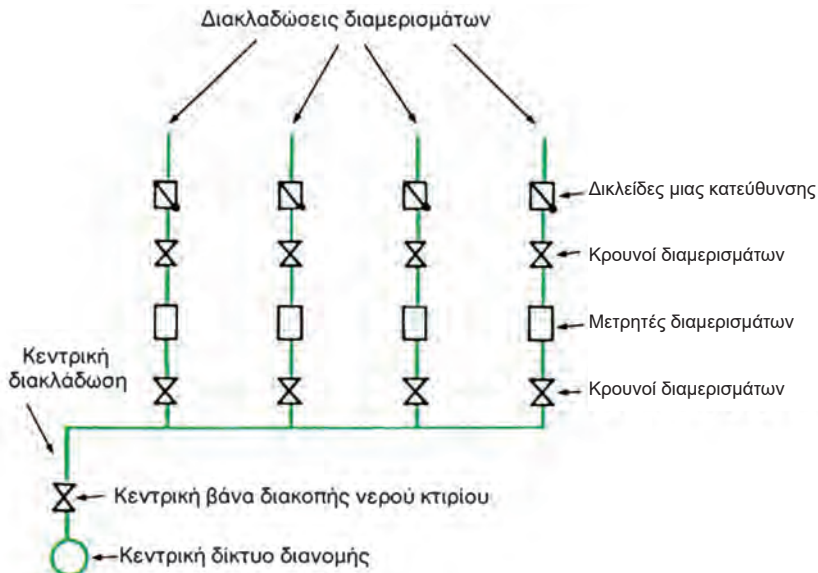 Διακλαδώσεις διαμερισμάτων
Δικλείδες μιας κατεύθυνσης
Κρουνοί διαμερισμάτων
Μετρητές διαμερισμάτων
Κεντρική
διακλάδωση
Κρουνοί διαμερισμάτων
Κεντρική βάνα διακοπής νερού κτιρίου
Κεντρική δίκτυο διανομής